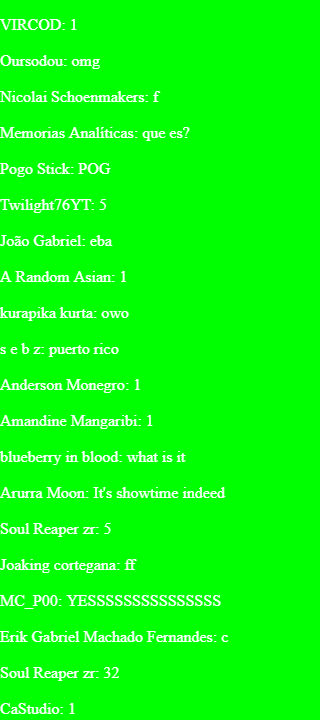 VIRCOD: 1
Oursodou: omg
Nicolai Schoenmakers: f
Memorias Analíticas: que es?
Pogo Stick: POG
Twilight76YT: 5
João Gabriel: eba
A Random Asian: 1
kurapika kurta: owo
s e b z: puerto rico
Anderson Monegro: 1
Amandine Mangaribi: 1
blueberry in blood: what is it
Arurra Moon: It's showtime indeed
Soul Reaper zr: 5
Joaking cortegana: ff
MC_P00: YESSSSSSSSSSSSSSS
Erik Gabriel Machado Fernandes: c
Soul Reaper zr: 32
CaStudio: 1